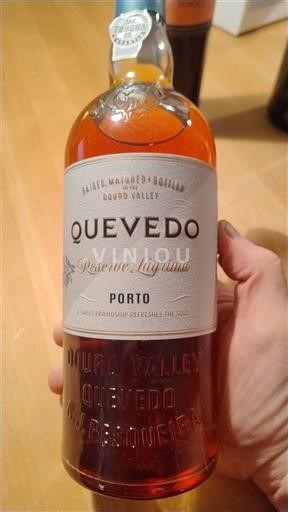 RAISED, MATURED & BOTTLED
IN THE
DOURO VALLEY
QUEVEDO
VINIOU
Reserve Lágrima
PORTO
A SWEET FRIENDSHIP REFRESHES THE SOUL
DOURO VALLEY
QUEVEDO
S.J. PESQUEIRA